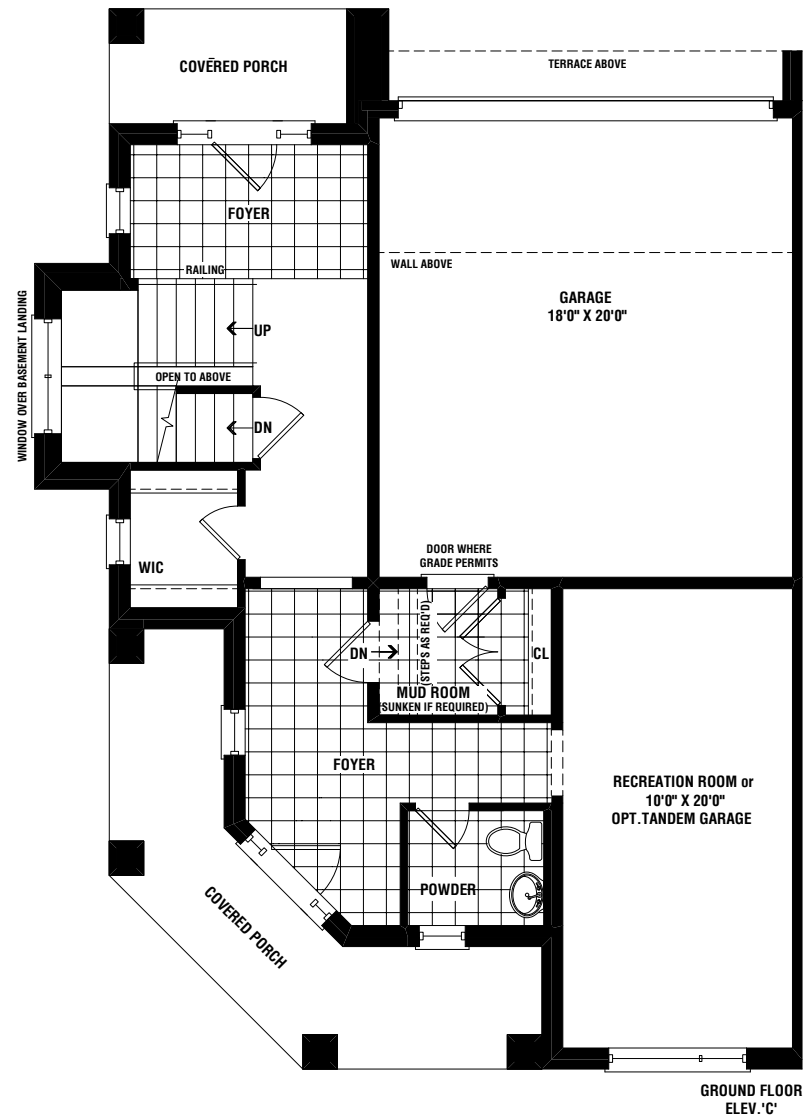 COVERED PORCH
TERRACE ABOVE
FOYER
RAILING
WALL ABOVE
GARAGE
18'0" X 20'0"
UP
WINDOW OVER BASEMENT LANDING
OPEN TO ABOVE
DN
WIC
DOOR WHERE
GRADE PERMITS
DN
(STEPS AS REQ'D)
CL
MUD ROOM
(SUNKEN IF REQUIRED)
FOYER
RECREATION ROOM or
10'0" X 20'0"
OPT.TANDEM GARAGE
POWDER
COVERED PORCH
GROUND FLOOR
ELEV.'C'